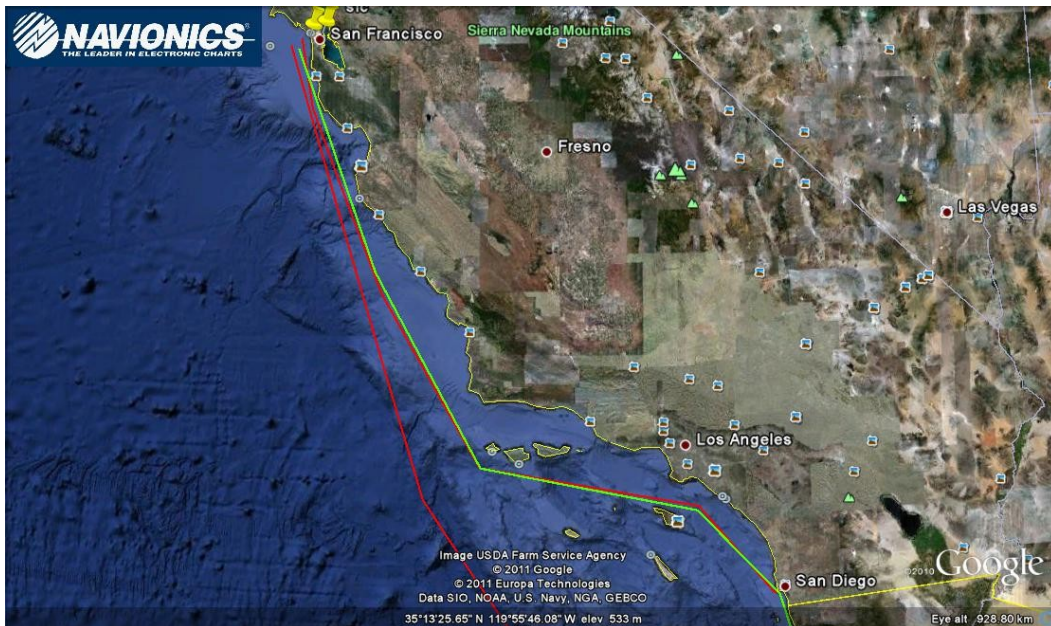 NAVIONICS®
THE LEADER IN ELECTRONIC CHARTS
sic
San Francisco
Sierra Nevada Mountains
Fresno
Las Vegas
Los Angeles
San Diego
Image USDA Farm Service Agency
© 2011 Google
© 2011 Europa Technologies
Data SIO, NOAA, U.S. Navy, NGA, GEBCO
©2010 Google
35°13'25.65" N 119°55'46.08" W elev 533 m
Eye alt 928.80 km